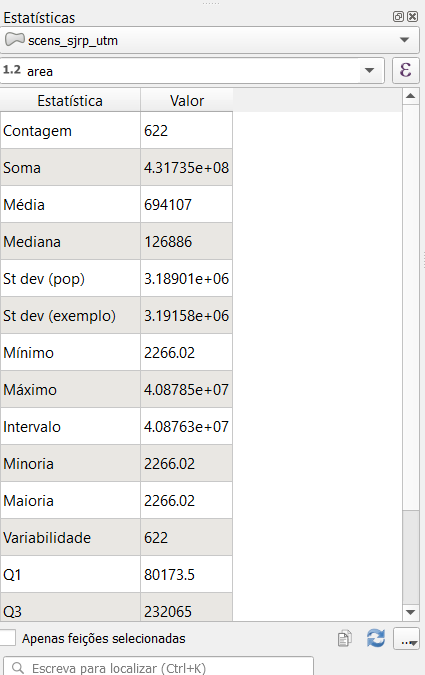 Estatísticas
scens_sjrp_utm
1.2 area
ε
Estatística Valor
Contagem 622
Soma 4.31735e+08
Média 694107
Mediana 126886
St dev (pop) 3.18901e+06
St dev (exemplo) 3.19158e+06
Mínimo 2266.02
Máximo 4.08785e+07
Intervalo 4.08763e+07
Minoria 2266.02
Maioria 2266.02
Variabilidade 622
Q1 80173.5
Q3 232065
Apenas feições selecionadas
...
Escreva para localizar (Ctrl+K)